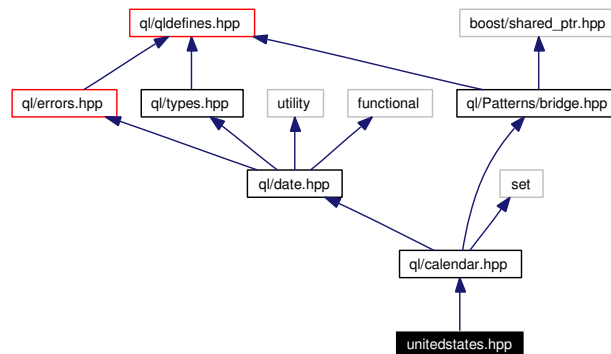 ql/qldefines.hpp
boost/shared_ptr.hpp
ql/errors.hpp
ql/types.hpp
utility
functional
ql/Patterns/bridge.hpp
ql/date.hpp
set
ql/calendar.hpp
unitedstates.hpp